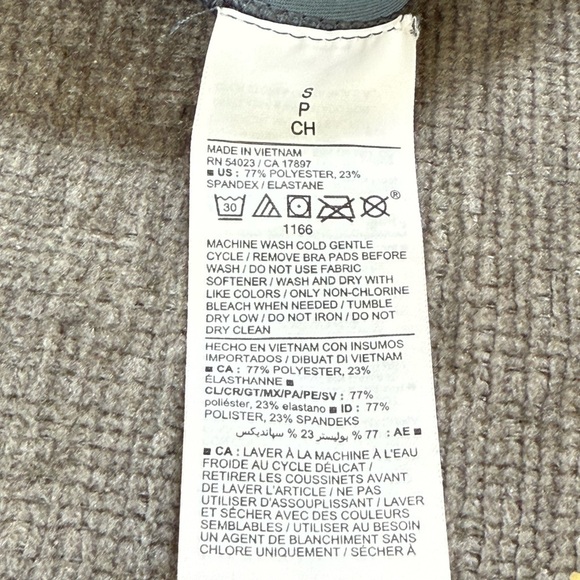 S
P
CH
MADE IN VIETNAM
RN 54023 / CA 17897
■ US : 77% POLYESTER, 23%
SPANDEX / ELASTANE
30 ®
1166
MACHINE WASH COLD GENTLE
CYCLE / REMOVE BRA PADS BEFORE
WASH / DO NOT USE FABRIC
SOFTENER / WASH AND DRY WITH
LIKE COLORS / ONLY NON-CHLORINE
BLEACH WHEN NEEDED / TUMBLE
DRY LOW / DO NOT IRON / DO NOT
DRY CLEAN
HECHO EN VIETNAM CON INSUMOS
IMPORTADOS / DIBUAT DI VIETNAM
■ CA : 77% POLYESTER, 23%
ÉLASTHANNE ■
CL/CR/GT/MX/PA/PE/SV : 77%
poliéster, 23% elastano ■ ID : 77%
POLISTER, 23% SPANDEKS
■ AE : 77 % بوليستر 23 % سباندیکس
■ CA : LAVER À LA MACHINE À L'EAU
FROIDE AU CYCLE DÉLICAT /
RETIRER LES COUSSINETS AVANT
DE LAVER L'ARTICLE / NE PAS
UTILISER D'ASSOUPLISSANT / LAVER
ET SÉCHER AVEC DES COULEURS
SEMBLABLES / UTILISER AU BESOIN
UN AGENT DE BLANCHIMENT SANS
CHLORE UNIQUEMENT / SÉCHER À